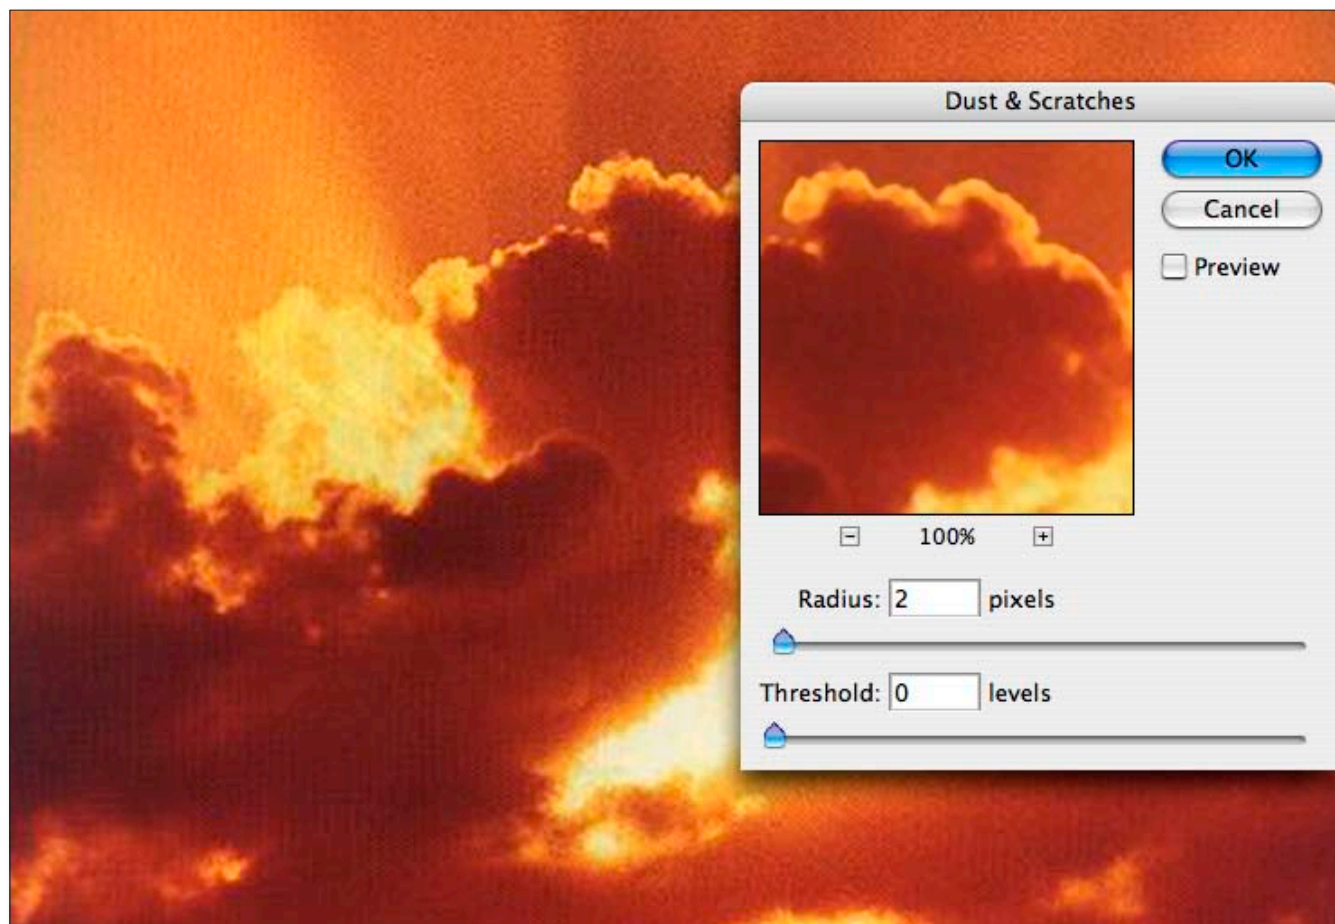 Dust & Scratches
OK
Cancel
Preview
100%
Radius: 2 pixels
Threshold: 0 levels